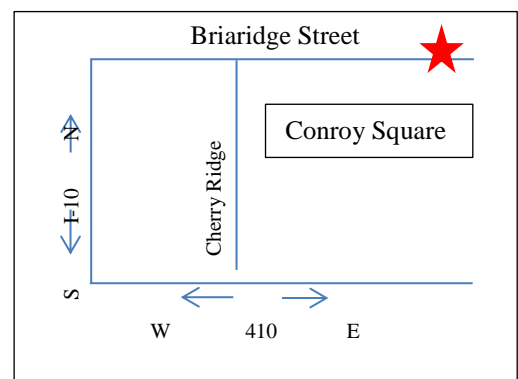 Briaridge Street
Conroy Square
N
I-10
S
Cherry Ridge
W 410 E